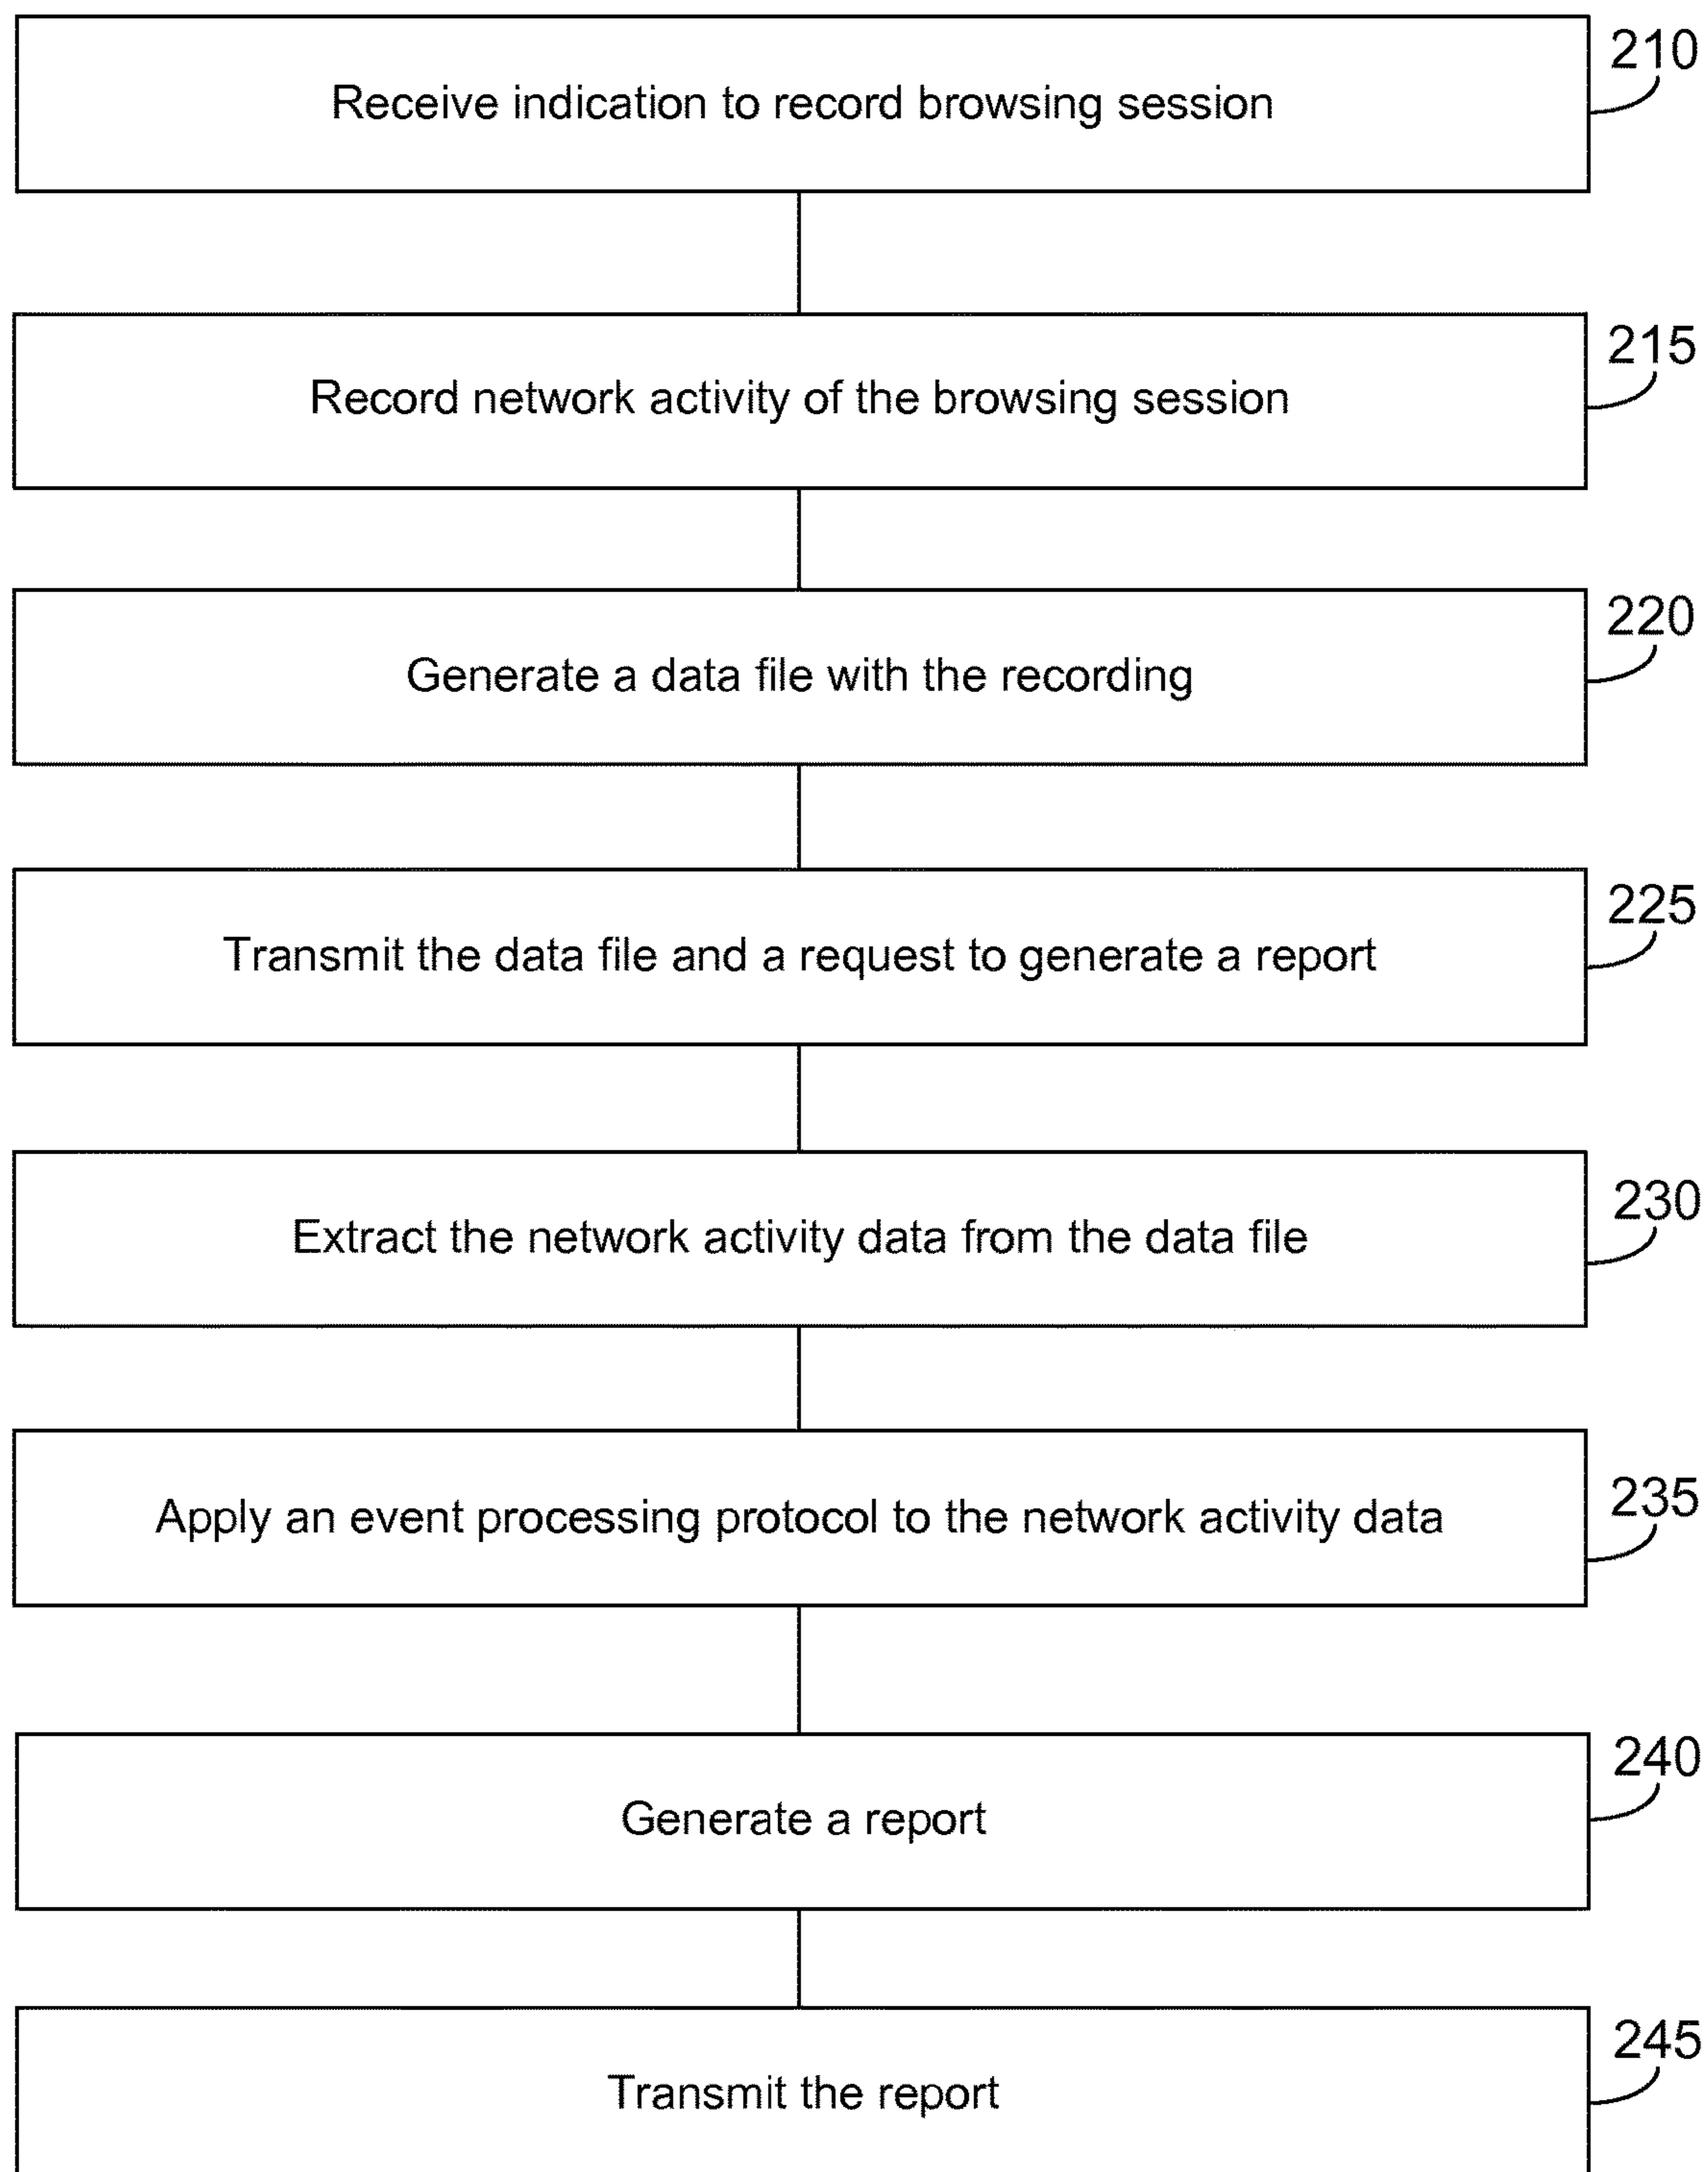 210
Receive indication to record browsing session
215
Record network activity of the browsing session
220
Generate a data file with the recording
225
Transmit the data file and a request to generate a report
230
Extract the network activity data from the data file
235
Apply an event processing protocol to the network activity data
240
Generate a report
245
Transmit the report